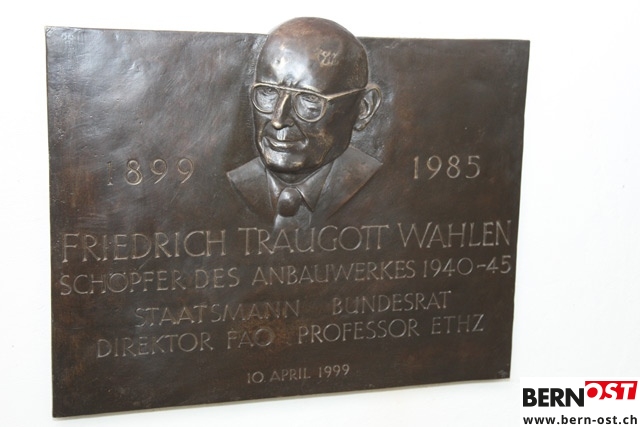 1899 1985
FRIEDRICH TRAUGOTT WAHLEN
SCHÖPFER DES ANBAUWERKES 1940-45
STAATSMANN BUNDESRAT
DIREKTOR FAO PROFESSOR ETHZ
10. APRIL 1999
BERNOST
www.bern-ost.ch